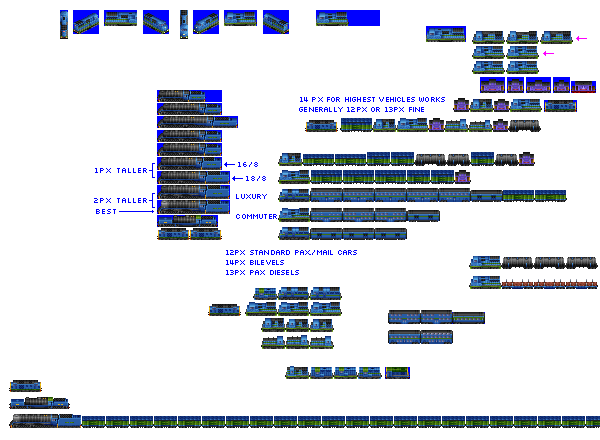 14 PX FOR HIGHEST VEHICLES WORKS
GENERALLY 12PX OR 13PX FINE
16/8
1PX TALLER
18/8
LUXURY
2PX TALLER
BEST
COMMUTER
12PX STANDARD PAX/MAIL CARS
14PX BILEVELS
13PX PAX DIESELS